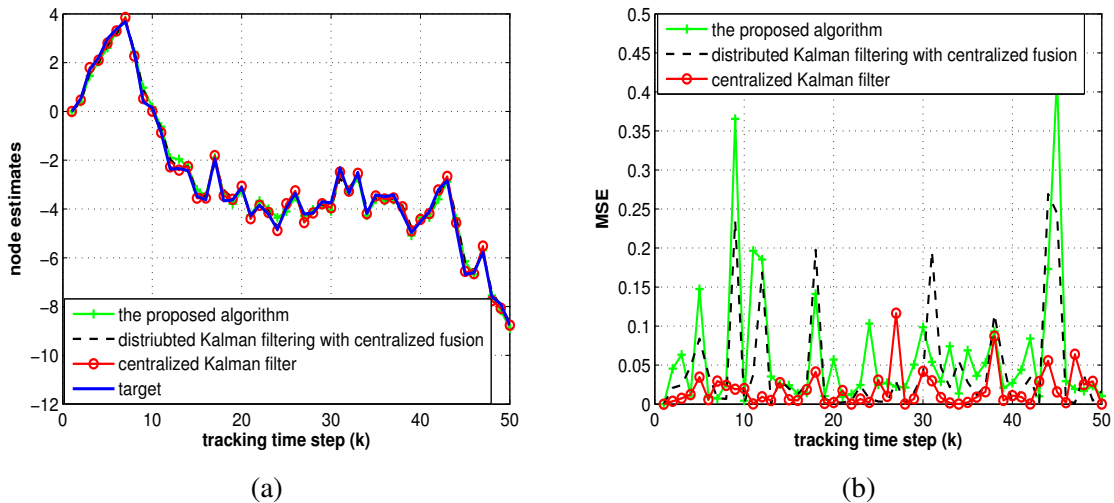 4
2
0
−2
−4
−6
−8
−10
−12
0
10
20
30
40
50
node estimates
tracking time step (k)
the proposed algorithm
distriubted Kalman filtering with centralized fusion
centralized Kalman filter
target
(a)
0.5
0.45
0.4
0.35
0.3
0.25
0.2
0.15
0.1
0.05
0
0
10
20
30
40
50
MSE
tracking time step (k)
the proposed algorithm
distributed Kalman filtering with centralized fusion
centralized Kalman filter
(b)